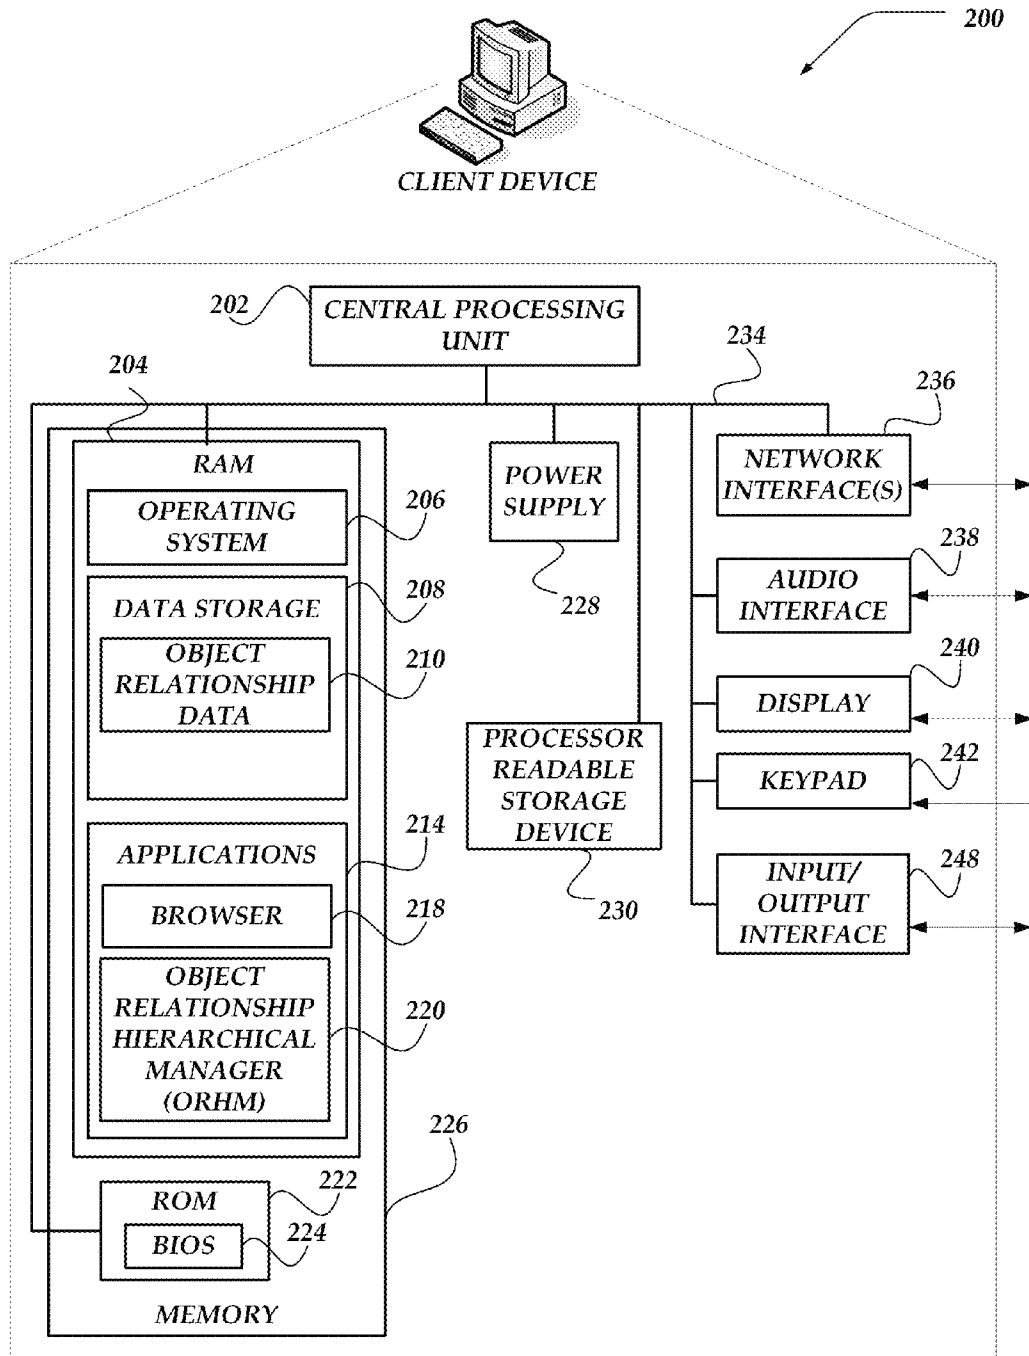 200
CLIENT DEVICE
202
CENTRAL PROCESSING
UNIT
234
204
236
RAM
POWER
SUPPLY
NETWORK
INTERFACE(S)
OPERATING
SYSTEM
206
238
228
AUDIO
INTERFACE
208
DATA STORAGE
OBJECT
RELATIONSHIP
DATA
210
240
DISPLAY
PROCESSOR
READABLE
STORAGE
DEVICE
242
KEYPAD
214
APPLICATIONS
230
248
INPUT/
OUTPUT
INTERFACE
BROWSER
218
OBJECT
RELATIONSHIP
HIERARCHICAL
MANAGER
(ORHM)
220
226
ROM
222
BIOS
224
MEMORY